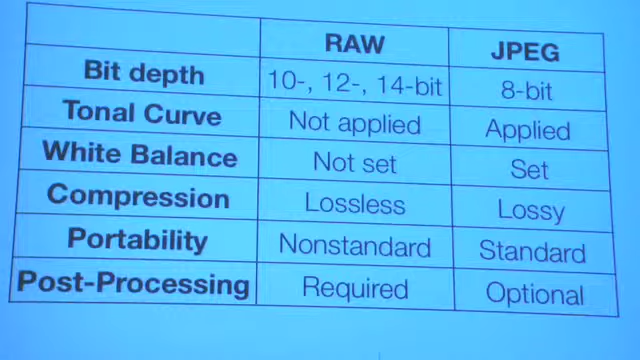 RAW JPEG
Bit depth 10-, 12-, 14-bit 8-bit
Tonal Curve Not applied Applied
White Balance Not set Set
Compression Lossless Lossy
Portability Nonstandard Standard
Post-Processing Required Optional